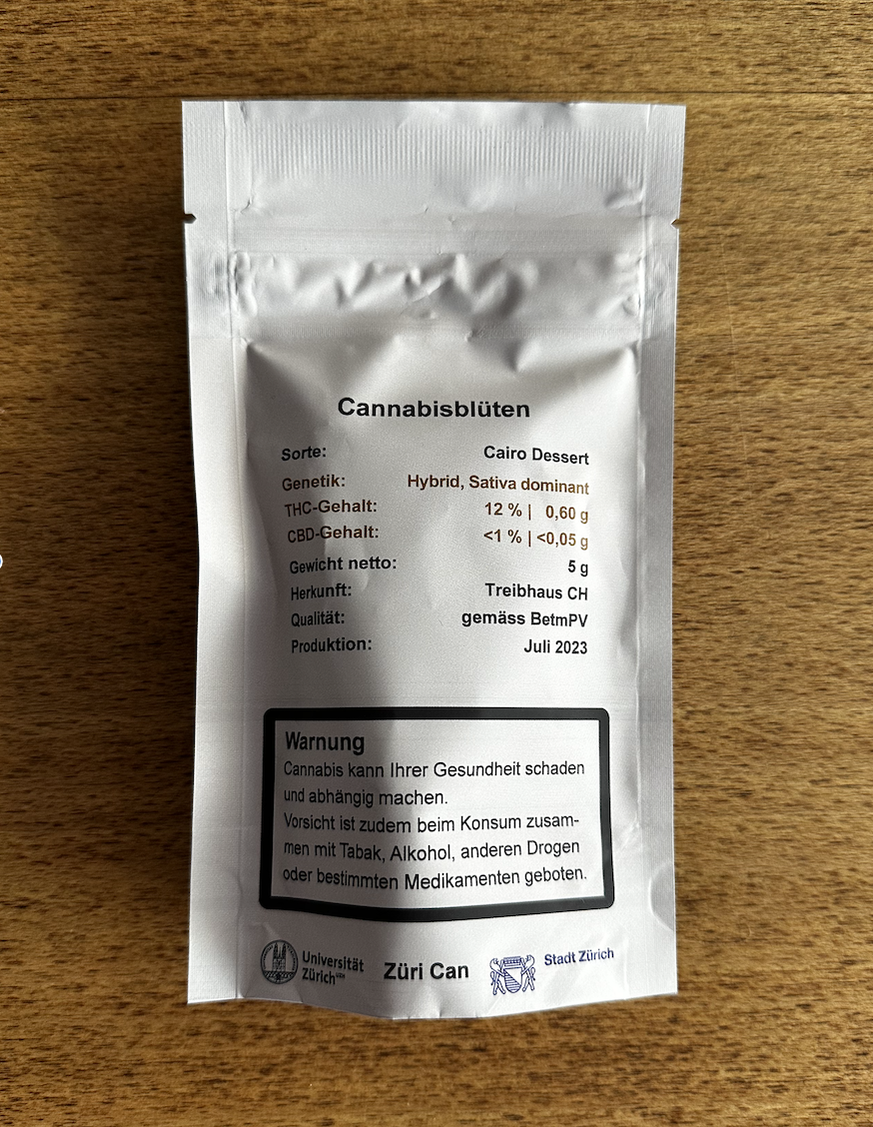 Cannabisblüten
Sorte: Cairo Dessert
Genetik: Hybrid, Sativa dominant
THC-Gehalt: 12 % | 0,60 g
CBD-Gehalt: <1 % | <0,05 g
Gewicht netto: 5 g
Herkunft: Treibhaus CH
Qualität: gemäss BetmPV
Produktion: Juli 2023
Warnung
Cannabis kann Ihrer Gesundheit schaden
und abhängig machen.
Vorsicht ist zudem beim Konsum zusam-
men mit Tabak, Alkohol, anderen Drogen
oder bestimmten Medikamenten geboten.
Universität
Zürich UZH
Züri Can
Stadt Zürich